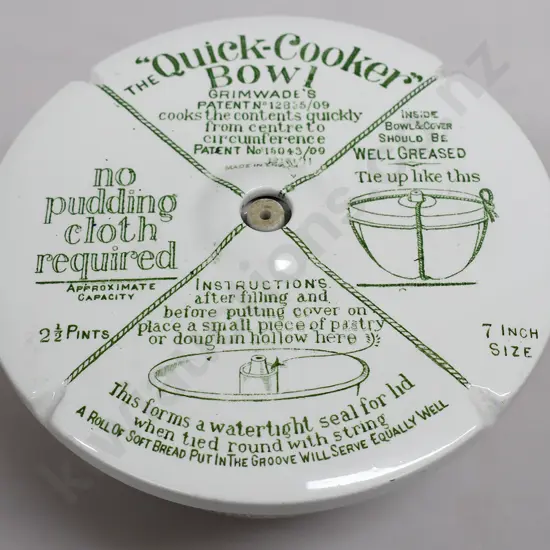 THE "Quick-Cooker"
BOWL
GRIMWADE'S
PATENT No 12835/09
cooks the contents quickly
from centre to
circumference
PATENT No 16043/09
INSIDE
BOWL & COVER
SHOULD BE
WELL GREASED
Tie up like this
no
pudding
cloth
required
APPROXIMATE
CAPACITY
2½ PINTS
INSTRUCTIONS
after filling and
before putting cover on
place a small piece of pastry
or dough in hollow here
7 INCH
SIZE
This forms a watertight seal for lid
when tied round with string
A ROLL OF SOFT BREAD PUT IN THE GROOVE WILL SERVE EQUALLY WELL